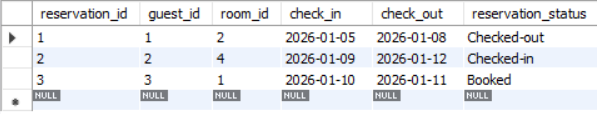 reservation_id guest_id room_id check_in check_out reservation_status
1 1 2 2026-01-05 2026-01-08 Checked-out
2 2 4 2026-01-09 2026-01-12 Checked-in
3 3 1 2026-01-10 2026-01-11 Booked
NULL NULL NULL NULL NULL NULL